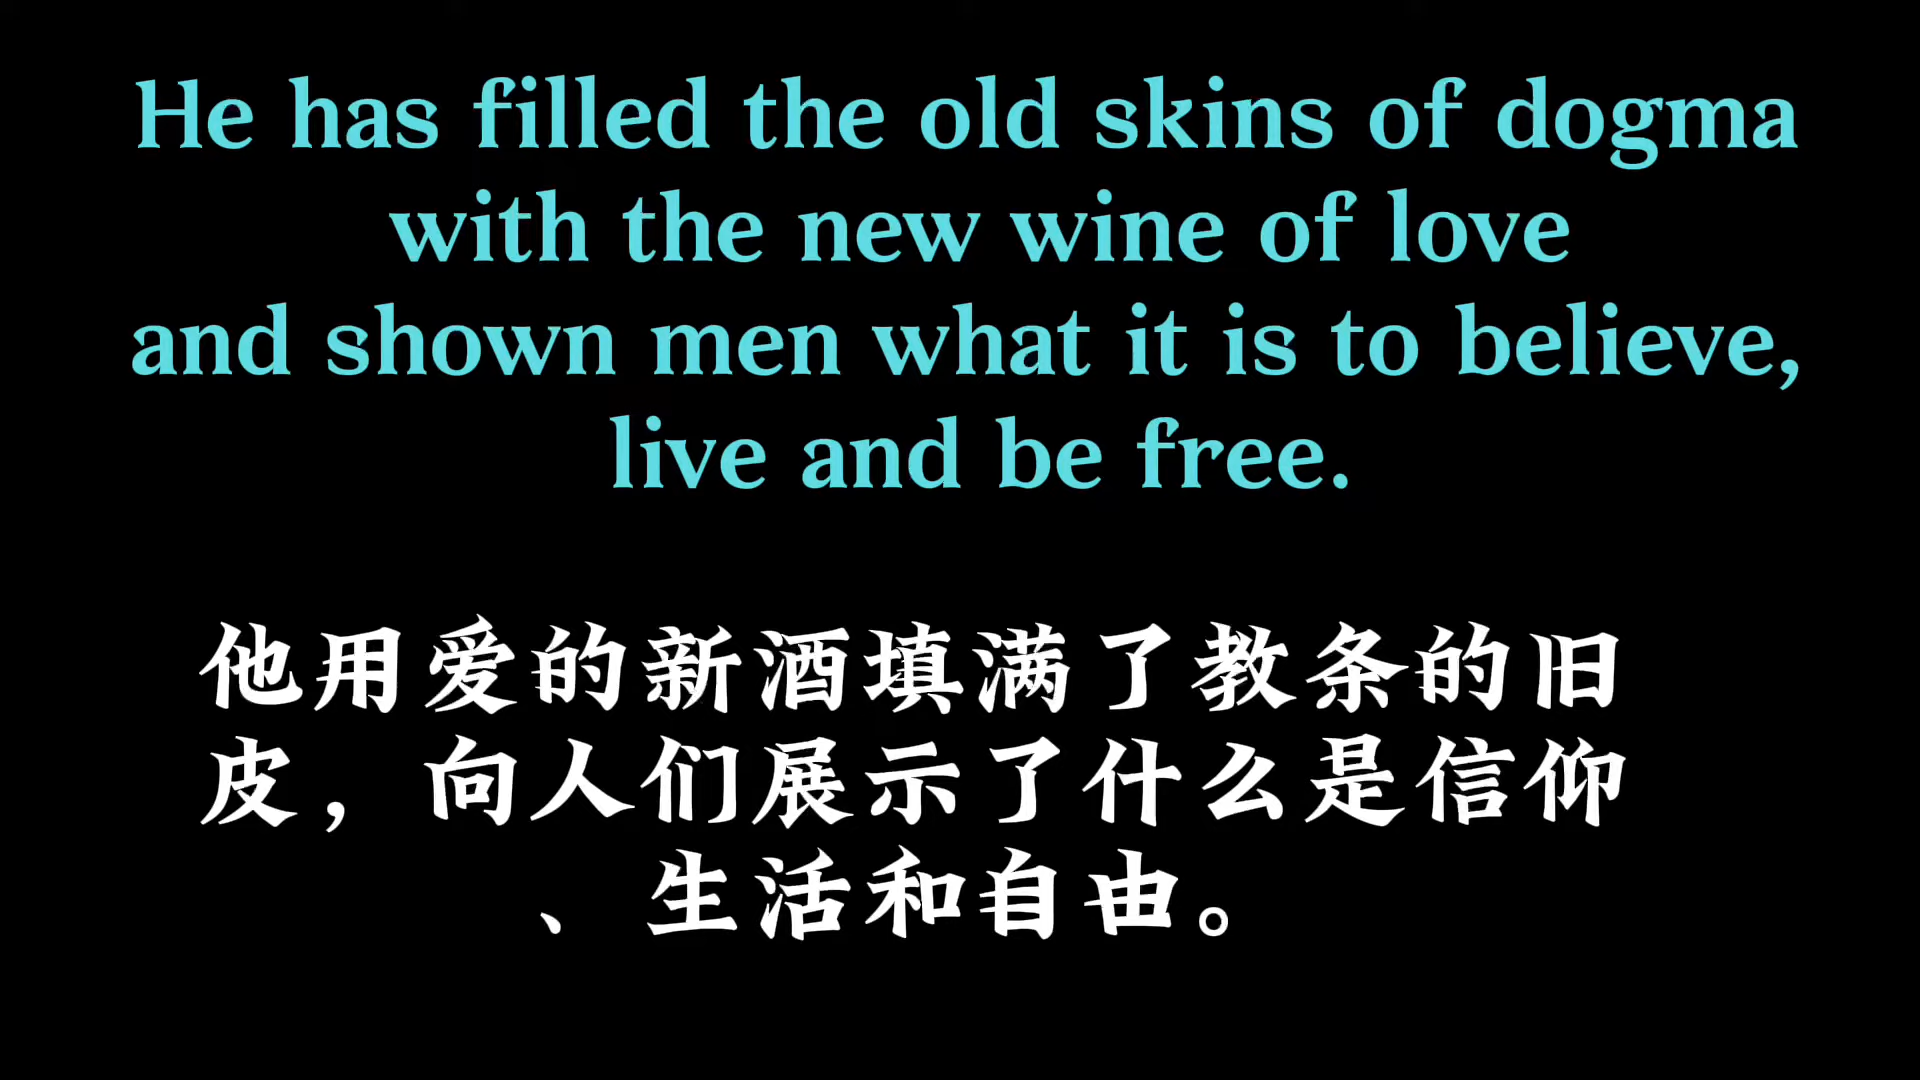 He has filled the old skins of dogma
with the new wine of love
and shown men what it is to believe,
live and be free.
他用爱的新酒填满了教条的旧
皮，向人们展示了什么是信仰
、生活和自由。